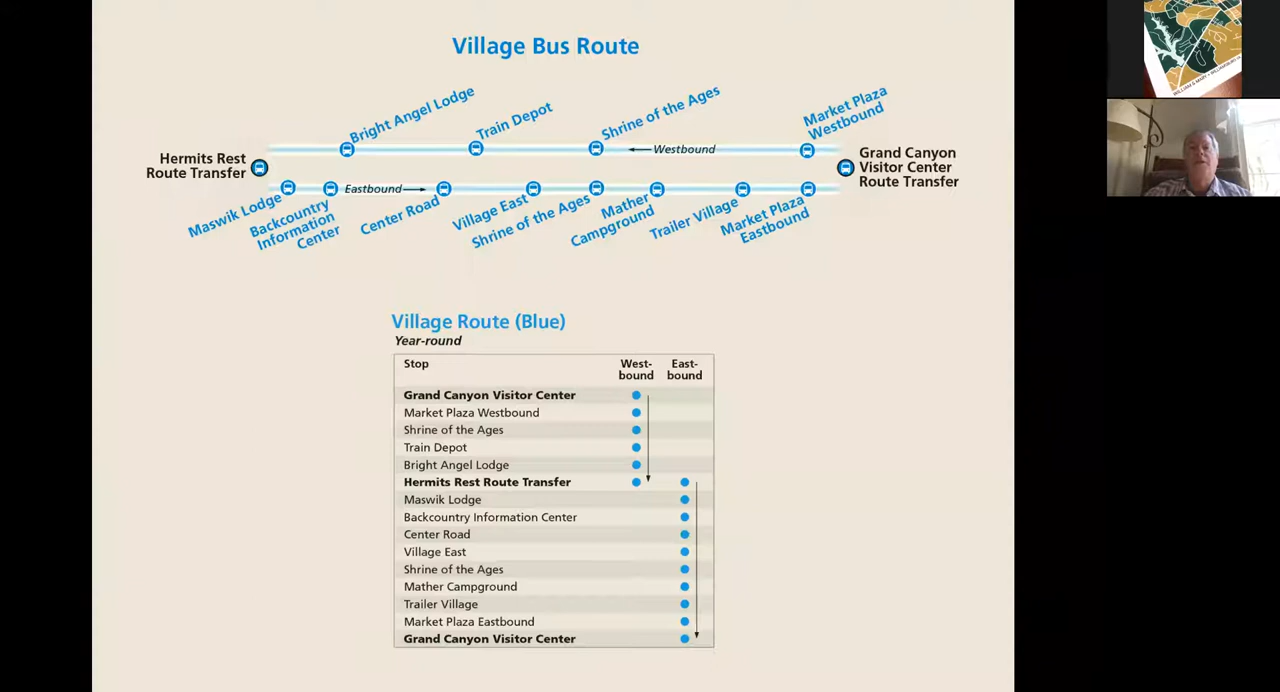 Village Bus Route
Bright Angel Lodge
Train Depot
Shrine of the Ages
Market Plaza
Westbound
Westbound
Hermits Rest
Route Transfer
Grand Canyon
Visitor Center
Route Transfer
Eastbound
Maswik Lodge
Backcountry
Information
Center
Center Road
Village East
Shrine of the Ages
Mather
Campground
Trailer Village
Market Plaza
Eastbound
Village Route (Blue)
Year-round
Stop West- East-
bound bound
Grand Canyon Visitor Center
Market Plaza Westbound
Shrine of the Ages
Train Depot
Bright Angel Lodge
Hermits Rest Route Transfer
Maswik Lodge
Backcountry Information Center
Center Road
Village East
Shrine of the Ages
Mather Campground
Trailer Village
Market Plaza Eastbound
Grand Canyon Visitor Center
WILLIAM & MARY